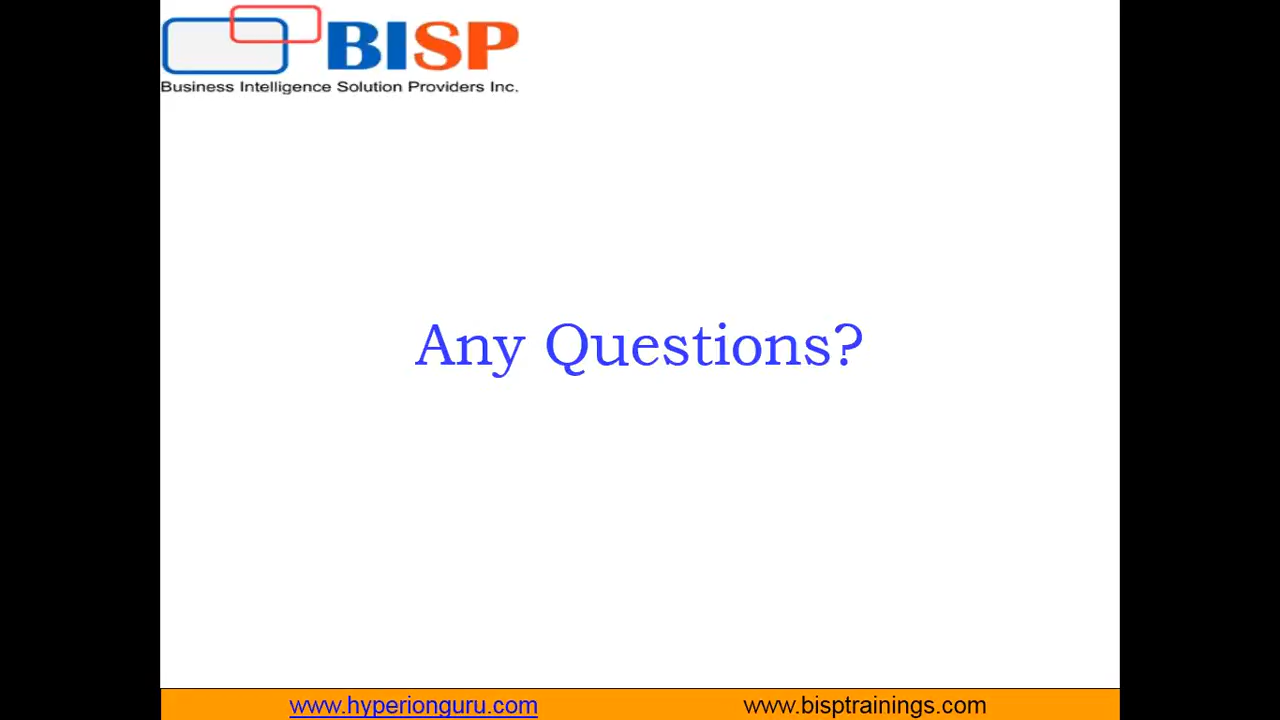 BISP
Business Intelligence Solution Providers Inc.
Any Questions?
www.hyperionguru.com www.bisptrainings.com